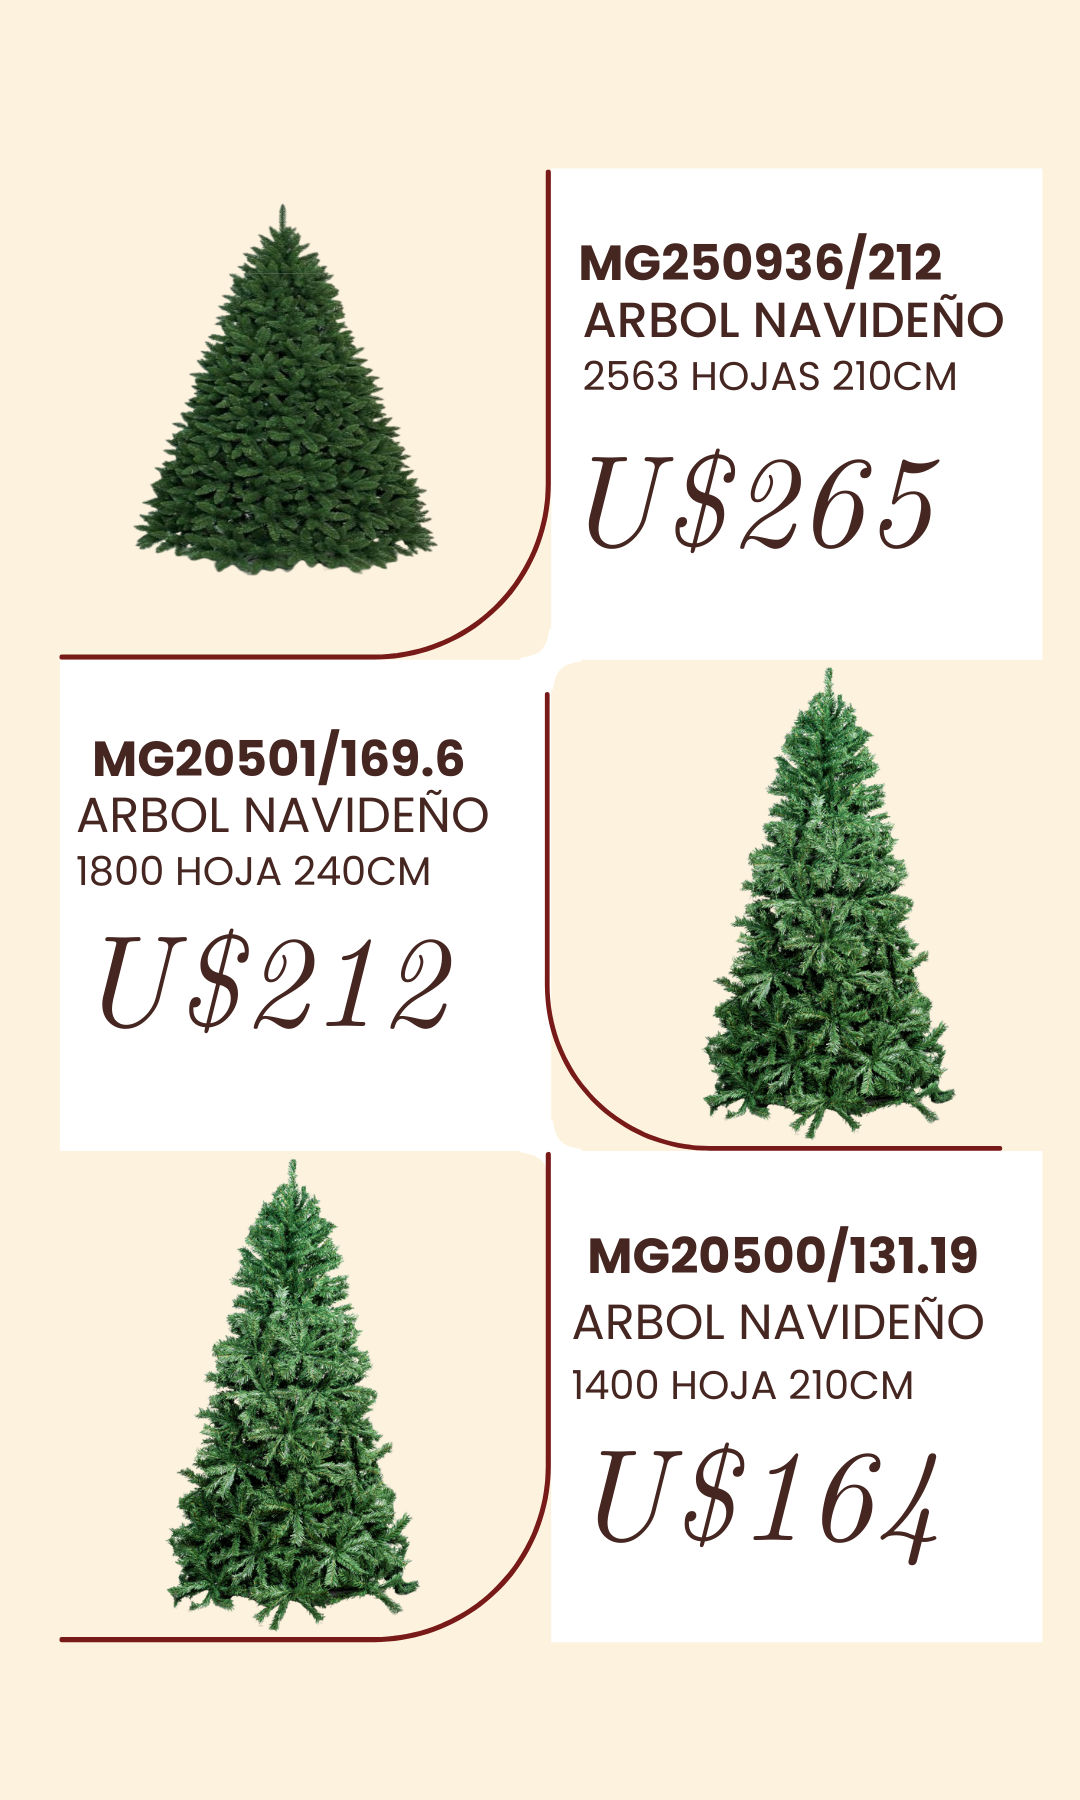 MG250936/212
ARBOL NAVIDEÑO
2563 HOJAS 210CM
U$265
MG20501/169.6
ARBOL NAVIDEÑO
1800 HOJA 240CM
U$212
MG20500/131.19
ARBOL NAVIDEÑO
1400 HOJA 210CM
U$164